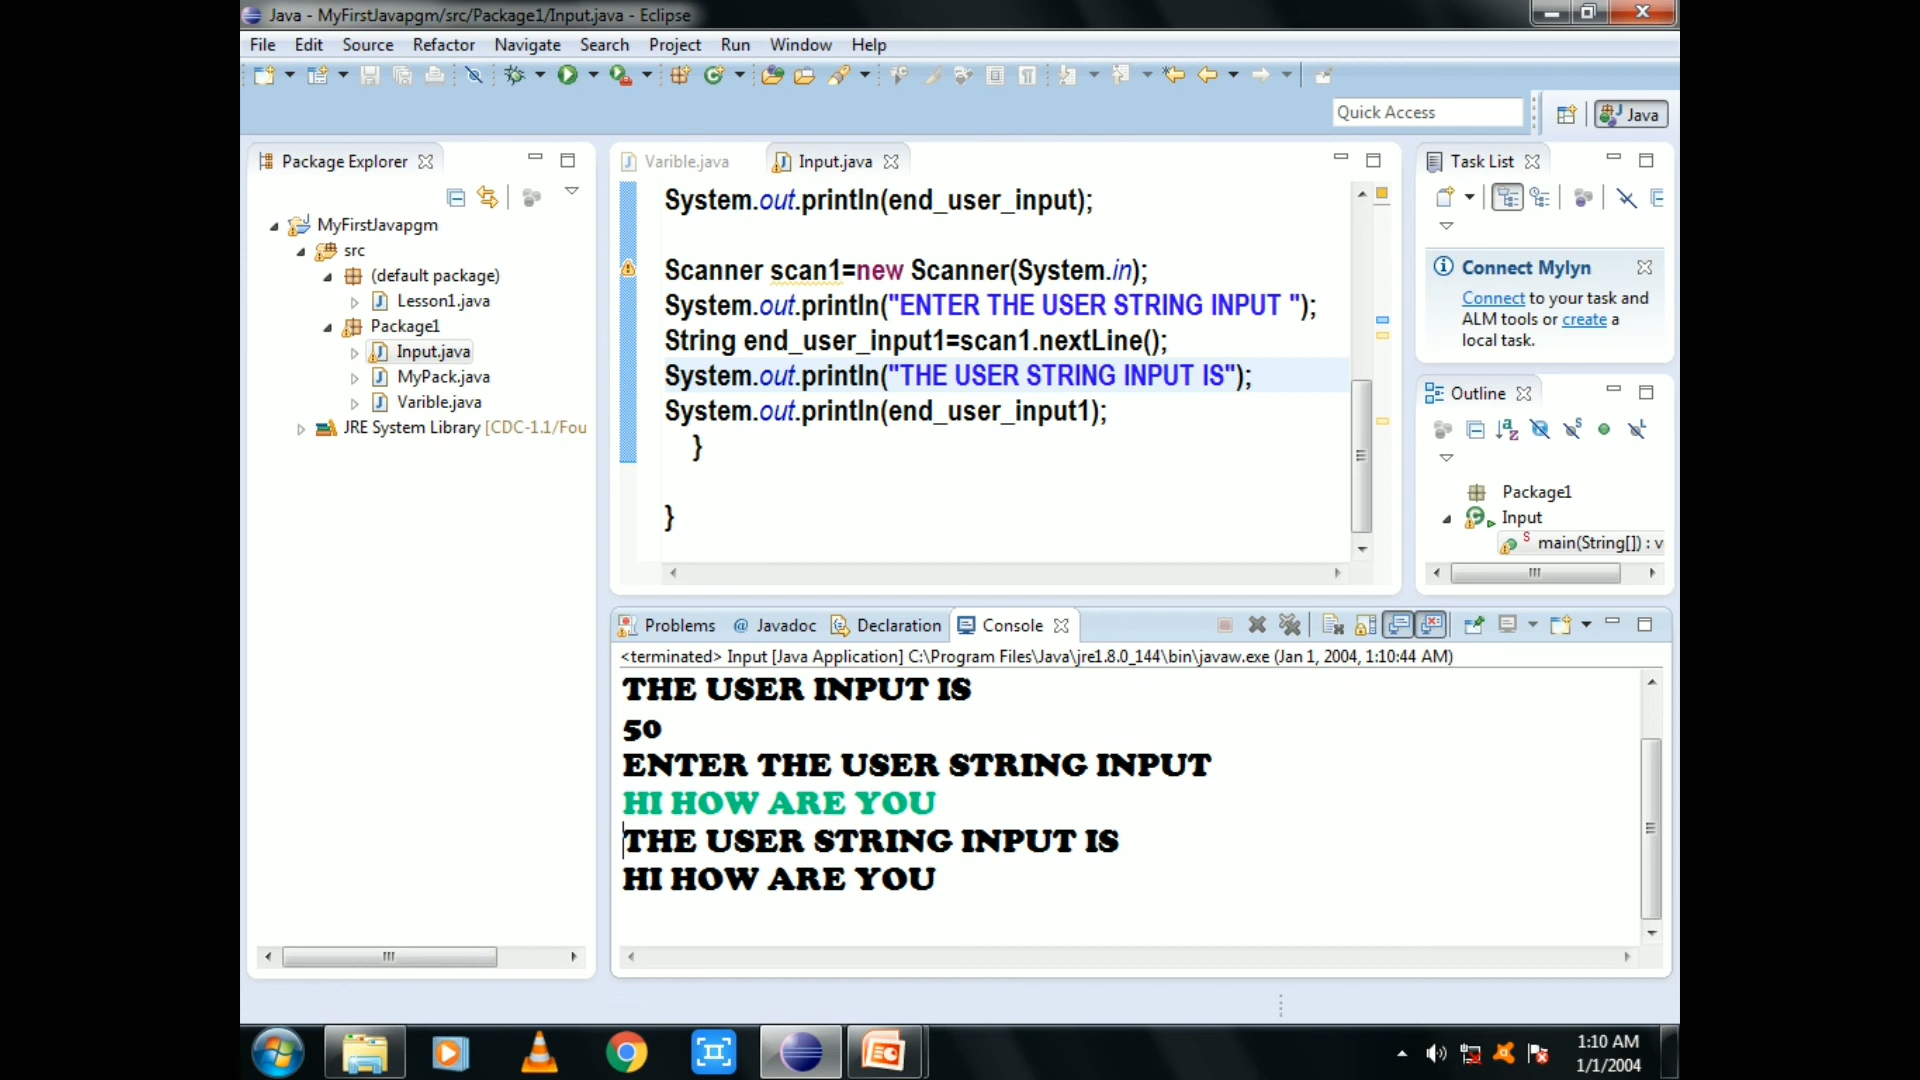 Java - MyFirstJavapgm/src/Package1/Input.java - Eclipse
File Edit Source Refactor Navigate Search Project Run Window Help
Quick Access
Java
Package Explorer
MyFirstJavapgm
src
(default package)
Lesson1.java
Package1
Input.java
MyPack.java
Varible.java
JRE System Library [CDC-1.1/Fou
Varible.java
Input.java
System.out.println(end_user_input);
Scanner scan1=new Scanner(System.in);
System.out.println("ENTER THE USER STRING INPUT ");
String end_user_input1=scan1.nextLine();
System.out.println("THE USER STRING INPUT IS");
System.out.println(end_user_input1);
}
}
Task List
Connect Mylyn
Connect to your task and
ALM tools or create a
local task.
Outline
Package1
Input
main(String[]) : v
Problems @ Javadoc Declaration Console
<terminated> Input [Java Application] C:\Program Files\Java\jre1.8.0_144\bin\javaw.exe (Jan 1, 2004, 1:10:44 AM)
THE USER INPUT IS
50
ENTER THE USER STRING INPUT
HI HOW ARE YOU
THE USER STRING INPUT IS
HI HOW ARE YOU
1:10 AM
1/1/2004